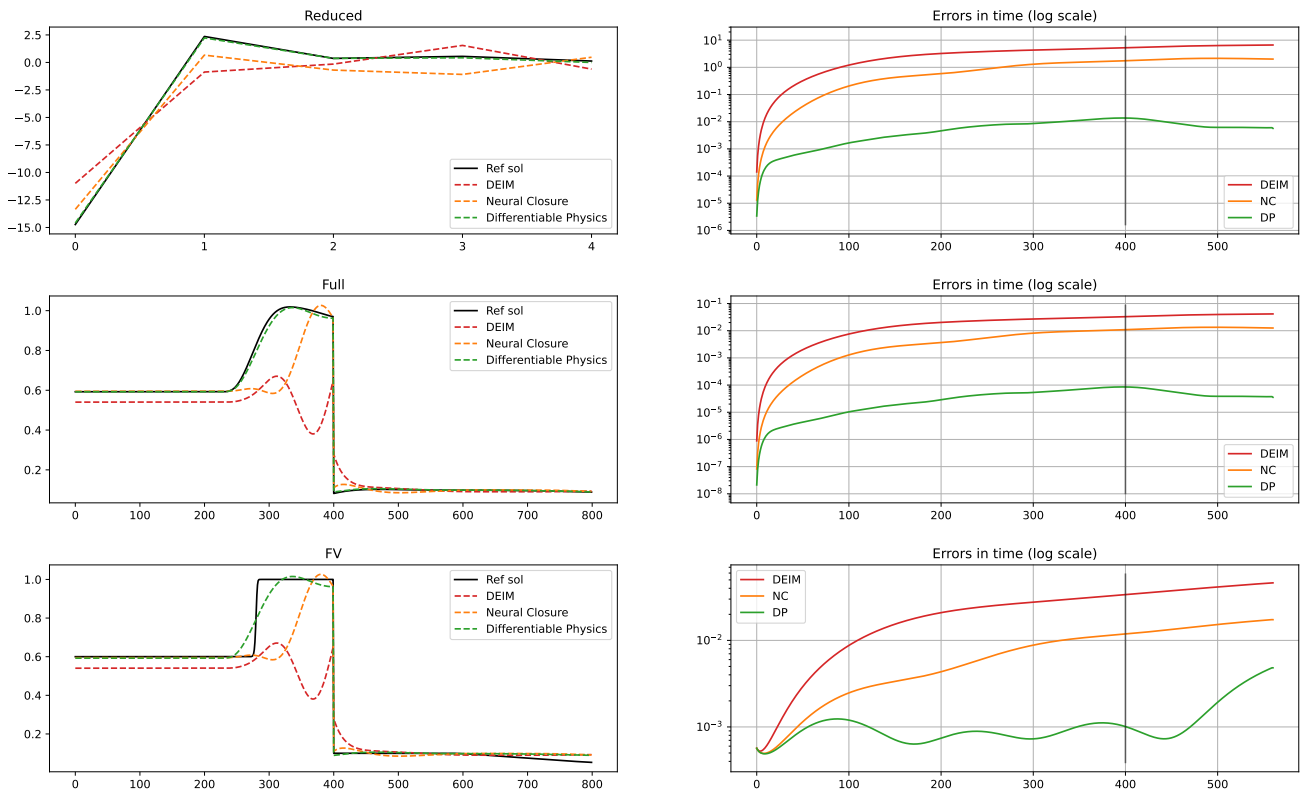 Reduced
2.5
0.0
−2.5
−5.0
−7.5
−10.0
−12.5
−15.0
0 1 2 3 4
Ref sol
DEIM
Neural Closure
Differentiable Physics
Errors in time (log scale)
10^1
10^0
10^−1
10^−2
10^−3
10^−4
10^−5
10^−6
0 100 200 300 400 500
DEIM
NC
DP
Full
1.0
0.8
0.6
0.4
0.2
0 100 200 300 400 500 600 700 800
Ref sol
DEIM
Neural Closure
Differentiable Physics
Errors in time (log scale)
10^−1
10^−2
10^−3
10^−4
10^−5
10^−6
10^−7
10^−8
0 100 200 300 400 500
DEIM
NC
DP
FV
1.0
0.8
0.6
0.4
0.2
0 100 200 300 400 500 600 700 800
Ref sol
DEIM
Neural Closure
Differentiable Physics
Errors in time (log scale)
10^−2
10^−3
0 100 200 300 400 500
DEIM
NC
DP